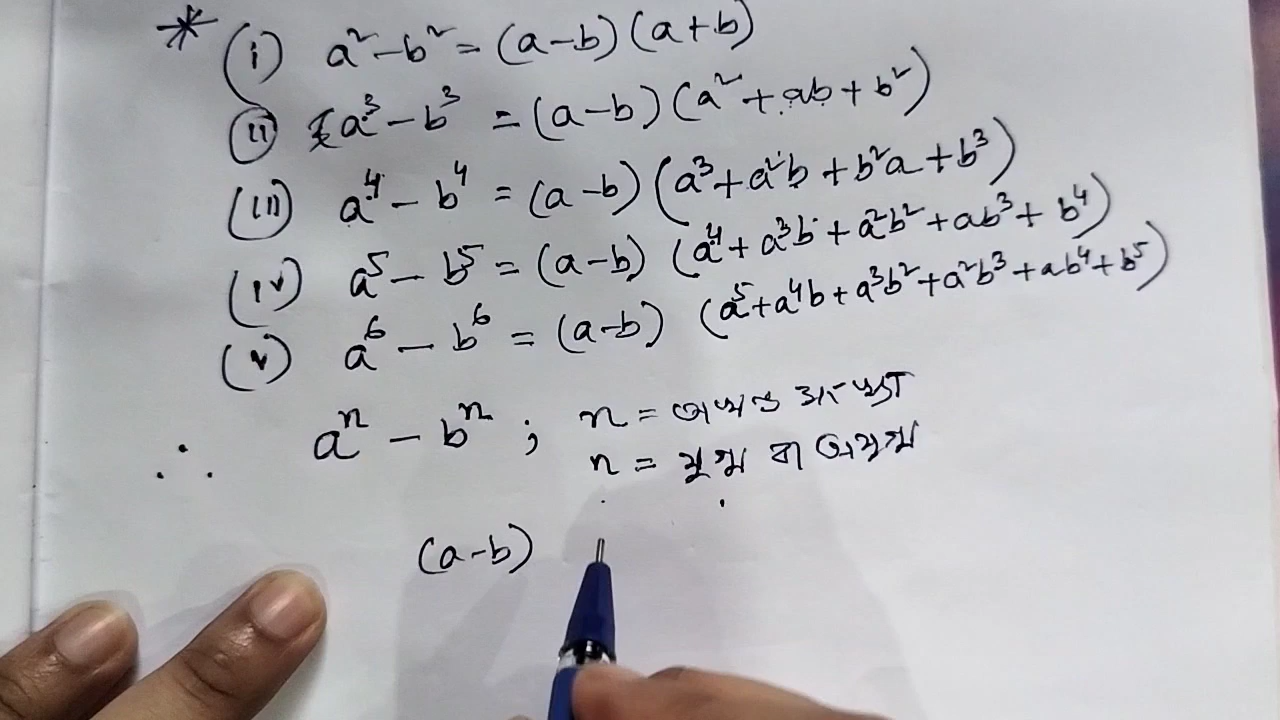 * (i) a² - b² = (a-b) (a+b)
(ii) a³ - b³ = (a-b) (a² + ab + b²)
(iii) a⁴ - b⁴ = (a-b) (a³ + a²b + b²a + b³)
(iv) a⁵ - b⁵ = (a-b) (a⁴ + a³b + a²b² + ab³ + b⁴)
(v) a⁶ - b⁶ = (a-b) (a⁵ + a⁴b + a³b² + a²b³ + ab⁴ + b⁵)
∴ aⁿ - bⁿ ; n = অখন্ড সংখ্যা
n = যুগ্ম বা অযুগ্ম
(a-b)